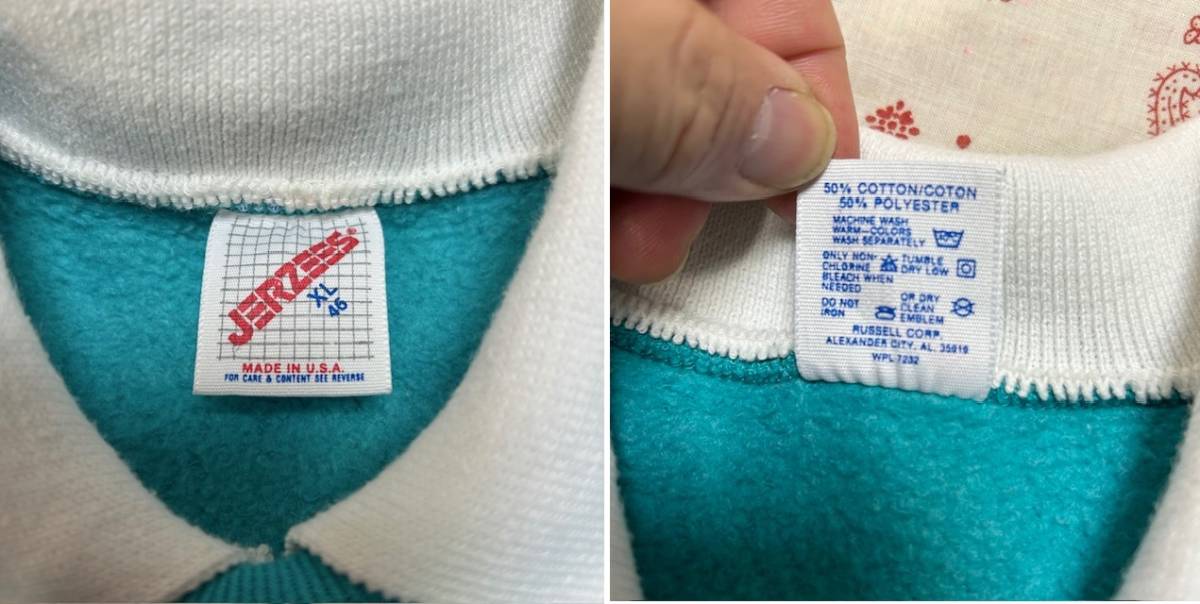 JERZEES®
XL
46
MADE IN U.S.A.
FOR CARE & CONTENT SEE REVERSE
50% COTTON/COTON
50% POLYESTER
MACHINE WASH
WARM-COLORS
WASH SEPARATELY
ONLY NON-
CHLORINE
BLEACH WHEN
NEEDED
TUMBLE
DRY LOW
DO NOT
IRON
OR DRY
CLEAN
EMBLEM
RUSSELL CORP.
ALEXANDER CITY, AL. 35010
WPL 7232